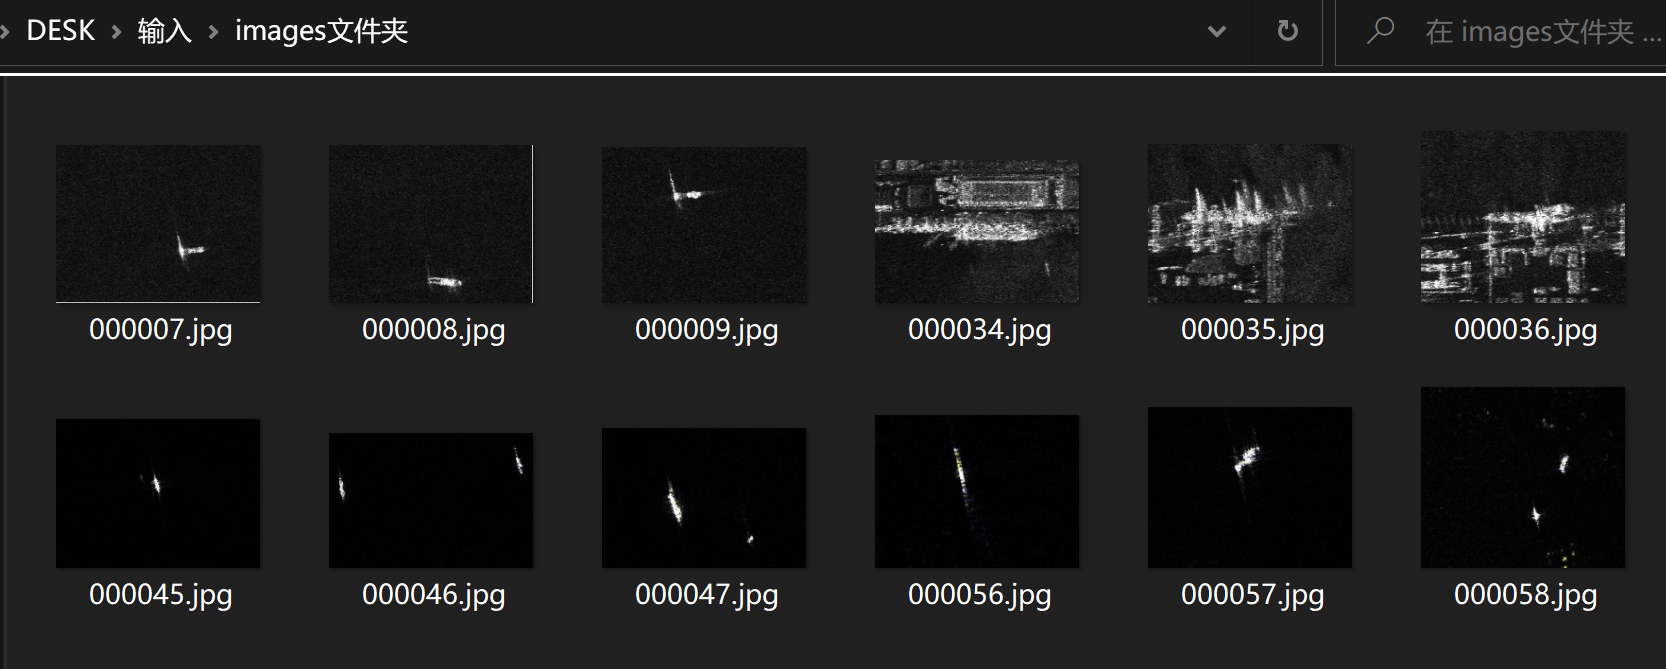 DESK > 输入 > images文件夹
在 images文件夹 ...
000007.jpg 000008.jpg 000009.jpg 000034.jpg 000035.jpg 000036.jpg
000045.jpg 000046.jpg 000047.jpg 000056.jpg 000057.jpg 000058.jpg